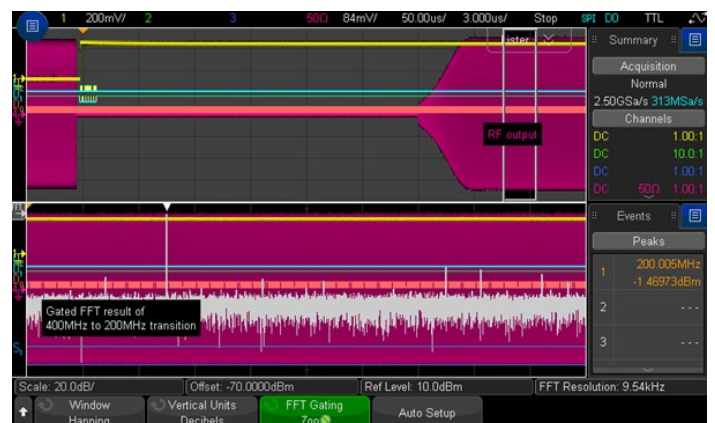 1 200mV/ 2 3 50Ω 84mV/ 50.00us/ 3.000us/ Stop SPI D0 TTL
Lister
Summary
Acquisition
Normal
2.50GSa/s 313MSa/s
Channels
DC 1.00:1
DC 10.0:1
DC 1.00:1
DC 50Ω 1.00:1
RF output
Events
Peaks
1 200.005MHz
-1.46973dBm
2 ---
3 ---
Gated FFT result of
400MHz to 200MHz transition
S1
Scale: 20.0dB/ Offset: -70.0000dBm Ref Level: 10.0dBm FFT Resolution: 9.54kHz
Window Vertical Units FFT Gating Auto Setup
Hanning Decibels Zoo